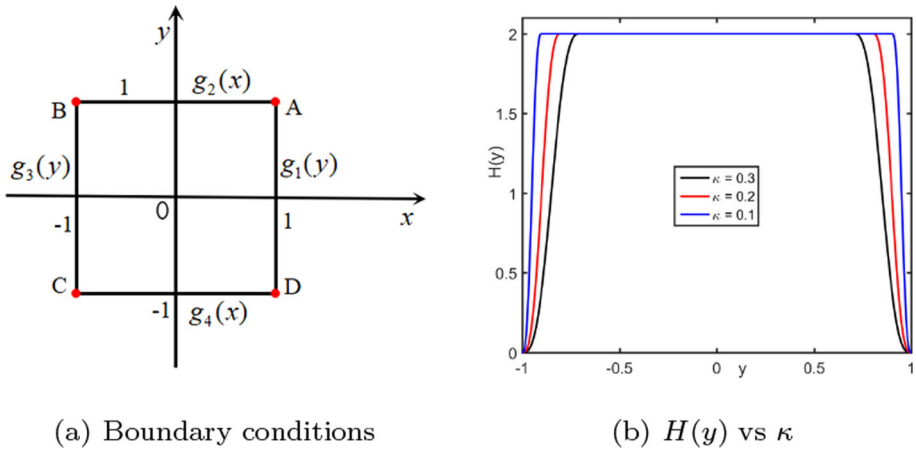 y
1
g₂(x)
B
A
g₃(y)
g₁(y)
0
x
-1
1
C
D
-1
g₄(x)
(a) Boundary conditions
2
1.5
1
0.5
0
H(y)
κ = 0.3
κ = 0.2
κ = 0.1
-1
-0.5
0
0.5
1
y
(b) H(y) vs κ